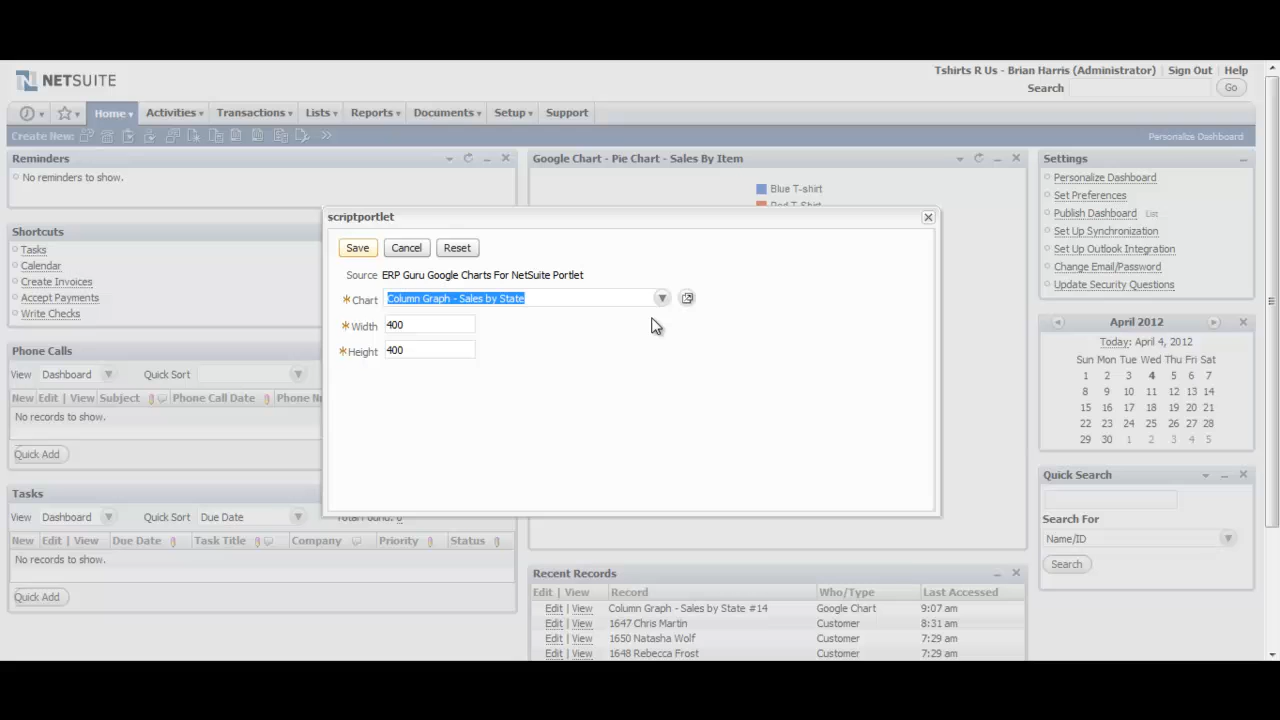 NETSUITE
Tshirts R Us - Brian Harris (Administrator) | Sign Out | Help
Search Go
Home Activities Transactions Lists Reports Documents Setup Support
Create New: Personalize Dashboard
Reminders
No reminders to show.
Shortcuts
Tasks
Calendar
Create Invoices
Accept Payments
Write Checks
Phone Calls
View Dashboard Quick Sort
New Edit | View Subject Phone Call Date
No records to show.
Quick Add
Tasks
View Dashboard Quick Sort Due Date Total Found: 0
New Edit | View Due Date Task Title Company Priority Status
No records to show.
Quick Add
Google Chart - Pie Chart - Sales By Item
Blue T-shirt
Red T-Shirt
scriptportlet
Save Cancel Reset
Source ERP Guru Google Charts For NetSuite Portlet
Chart Column Graph - Sales by State
Width 400
Height 400
Recent Records
Edit | View Record Who/Type Last Accessed
Edit | View Column Graph - Sales by State #14 Google Chart 9:07 am
Edit | View 1647 Chris Martin Customer 8:31 am
Edit | View 1650 Natasha Wolf Customer 7:29 am
Edit | View 1648 Rebecca Frost Customer 7:29 am
Settings
Personalize Dashboard
Set Preferences
Publish Dashboard List
Set Up Synchronization
Set Up Outlook Integration
Change Email/Password
Update Security Questions
April 2012
Today: April 4, 2012
Sun Mon Tue Wed Thu Fri Sat
1 2 3 4 5 6 7
8 9 10 11 12 13 14
15 16 17 18 19 20 21
22 23 24 25 26 27 28
29 30 1 2 3 4 5
Quick Search
Search For
Name/ID
Search